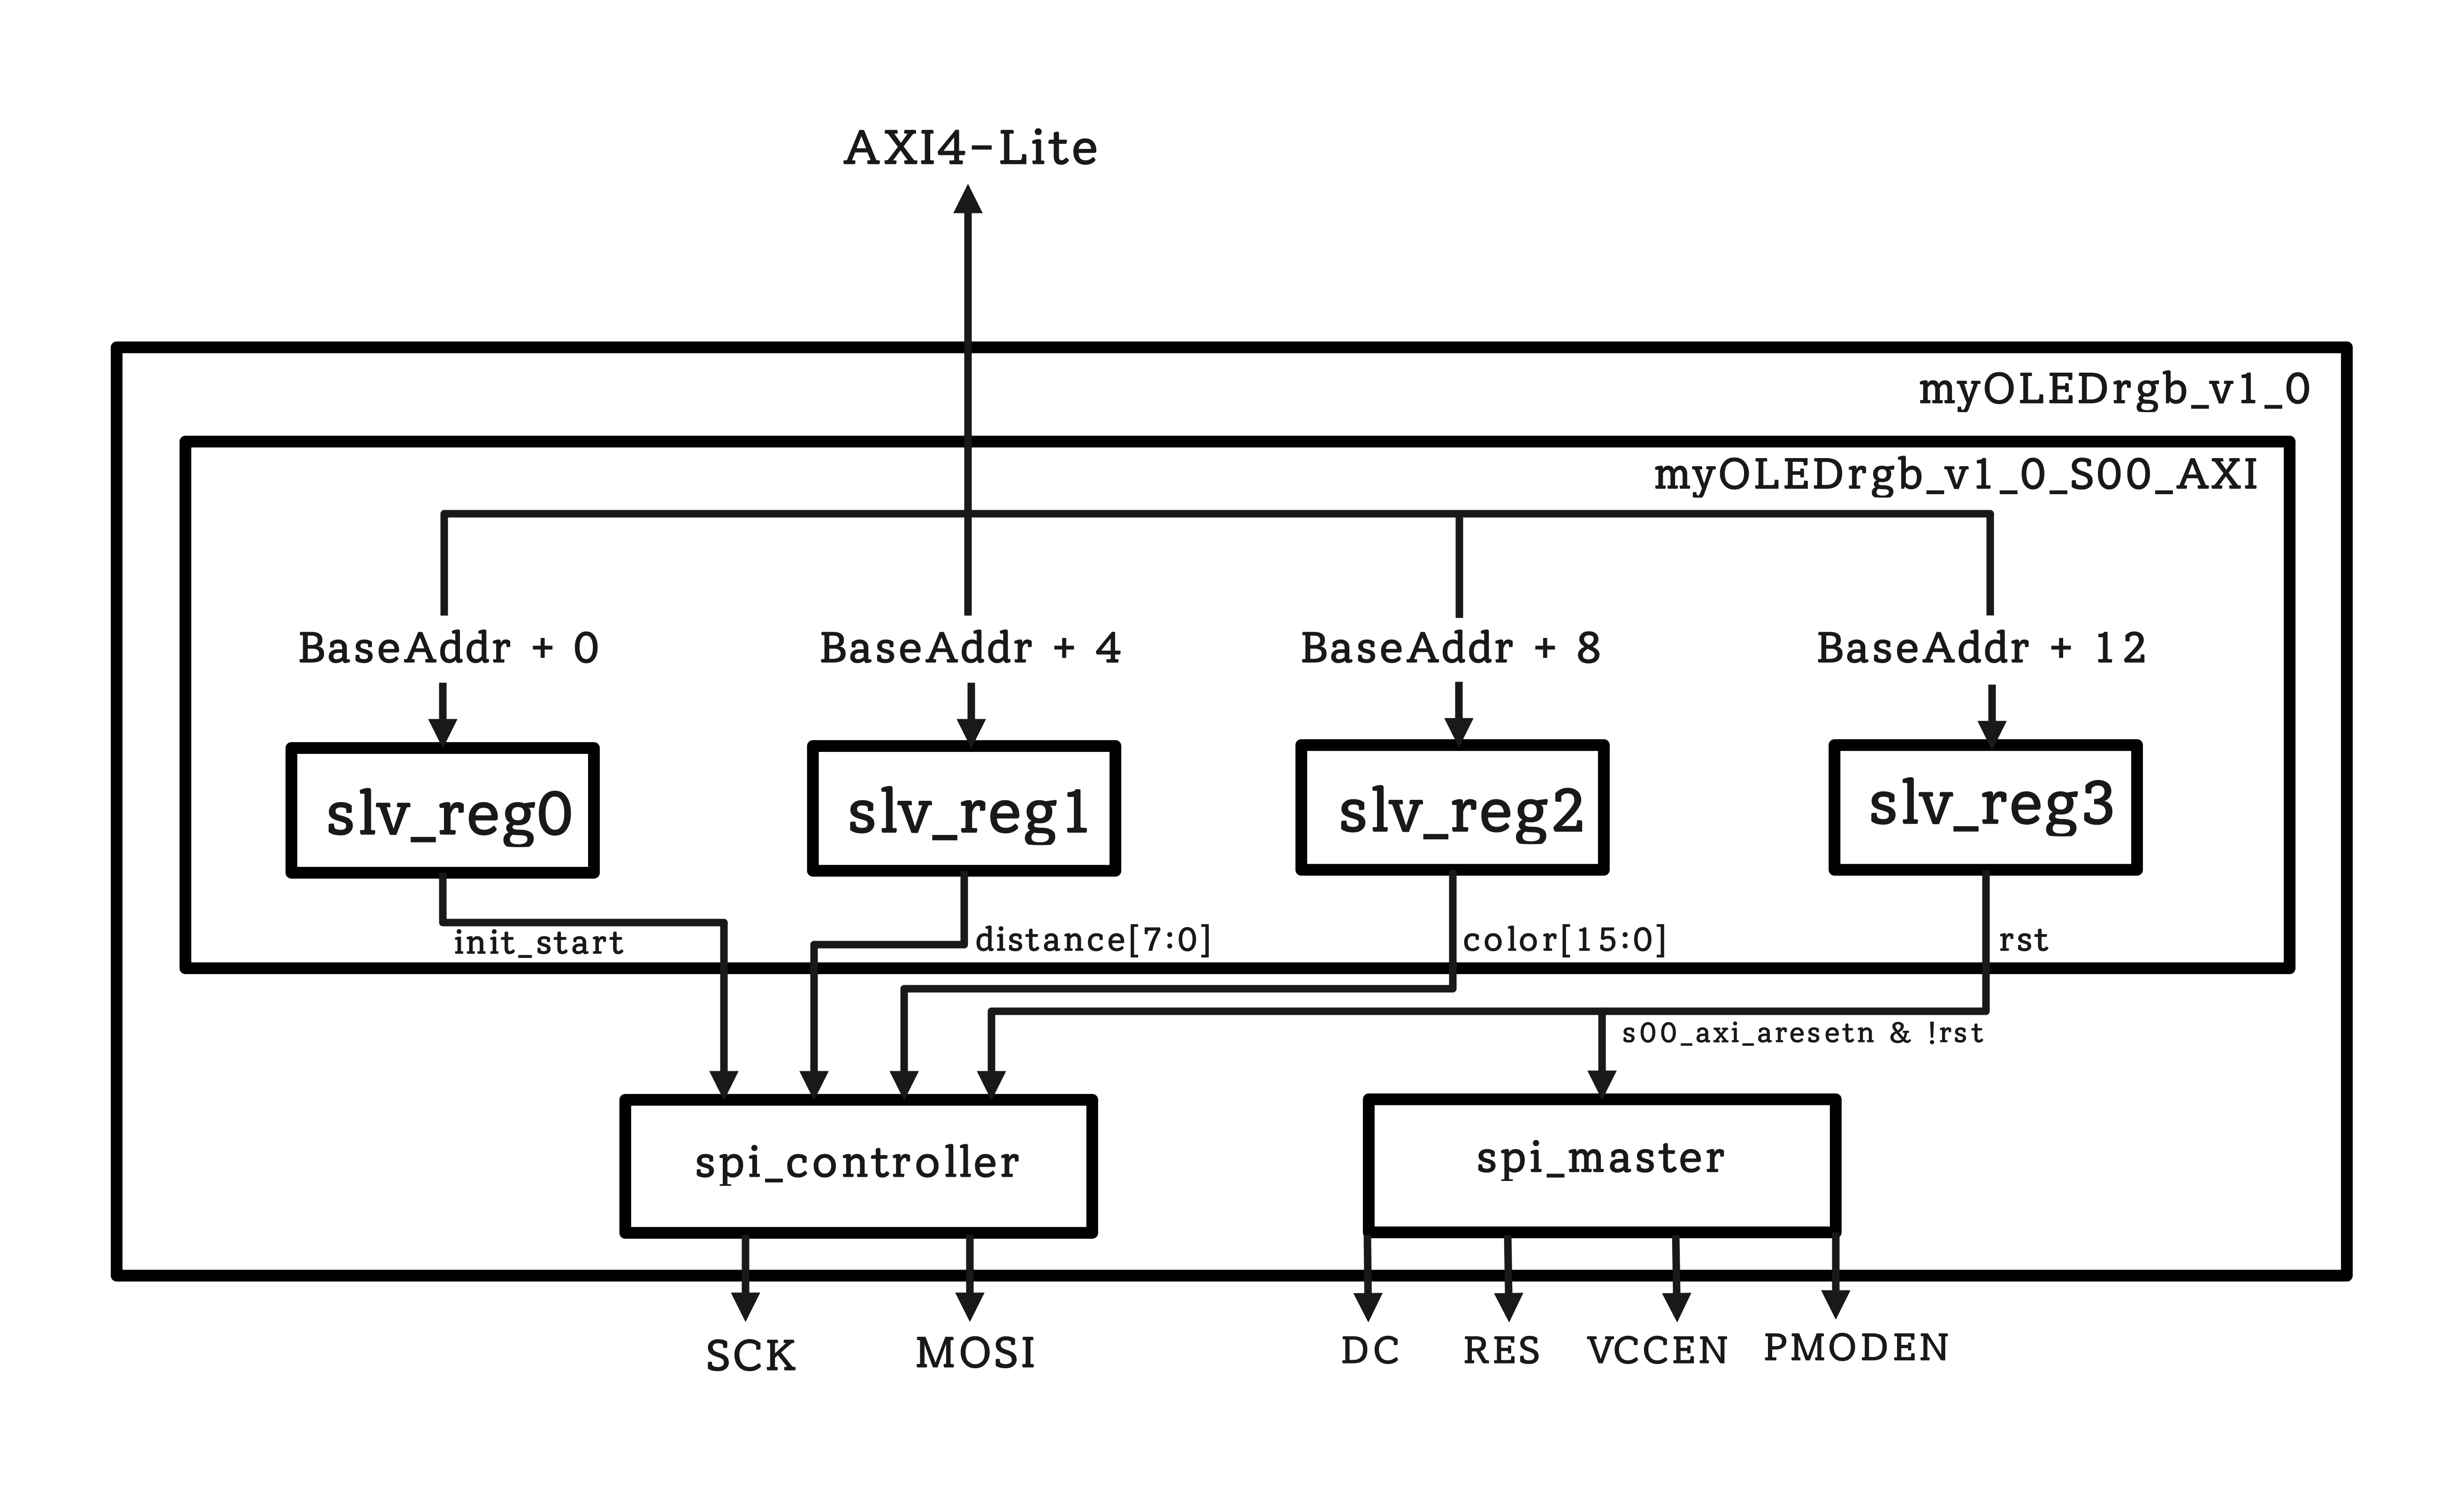 AXI4-Lite
myOLEDrgb_v1_0
myOLEDrgb_v1_0_S00_AXI
BaseAddr + 0
BaseAddr + 4
BaseAddr + 8
BaseAddr + 12
slv_reg0
slv_reg1
slv_reg2
slv_reg3
init_start
distance[7:0]
color[15:0]
rst
s00_axi_aresetn & !rst
spi_controller
spi_master
SCK
MOSI
DC
RES
VCCEN
PMODEN